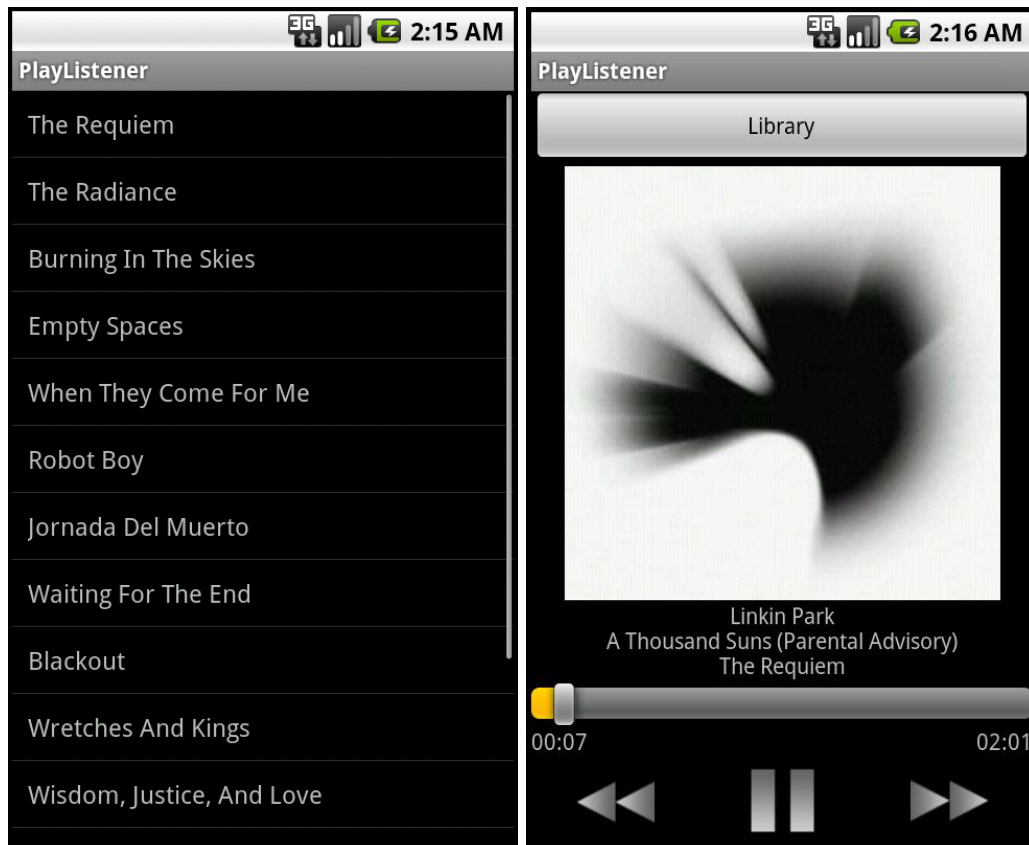 3G 2:15 AM
PlayListener
The Requiem
The Radiance
Burning In The Skies
Empty Spaces
When They Come For Me
Robot Boy
Jornada Del Muerto
Waiting For The End
Blackout
Wretches And Kings
Wisdom, Justice, And Love
3G 2:16 AM
PlayListener
Library
Linkin Park
A Thousand Suns (Parental Advisory)
The Requiem
00:07 02:01